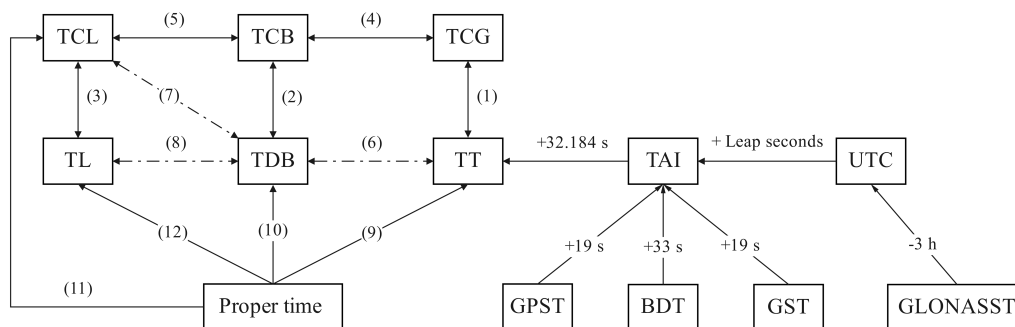 (5)
(4)
TCL
TCB
TCG
(3)
(7)
(2)
(1)
(8)
(6)
+32.184 s
+ Leap seconds
TL
TDB
TT
TAI
UTC
(12)
(10)
(9)
+19 s
+33 s
+19 s
-3 h
(11)
Proper time
GPST
BDT
GST
GLONASST